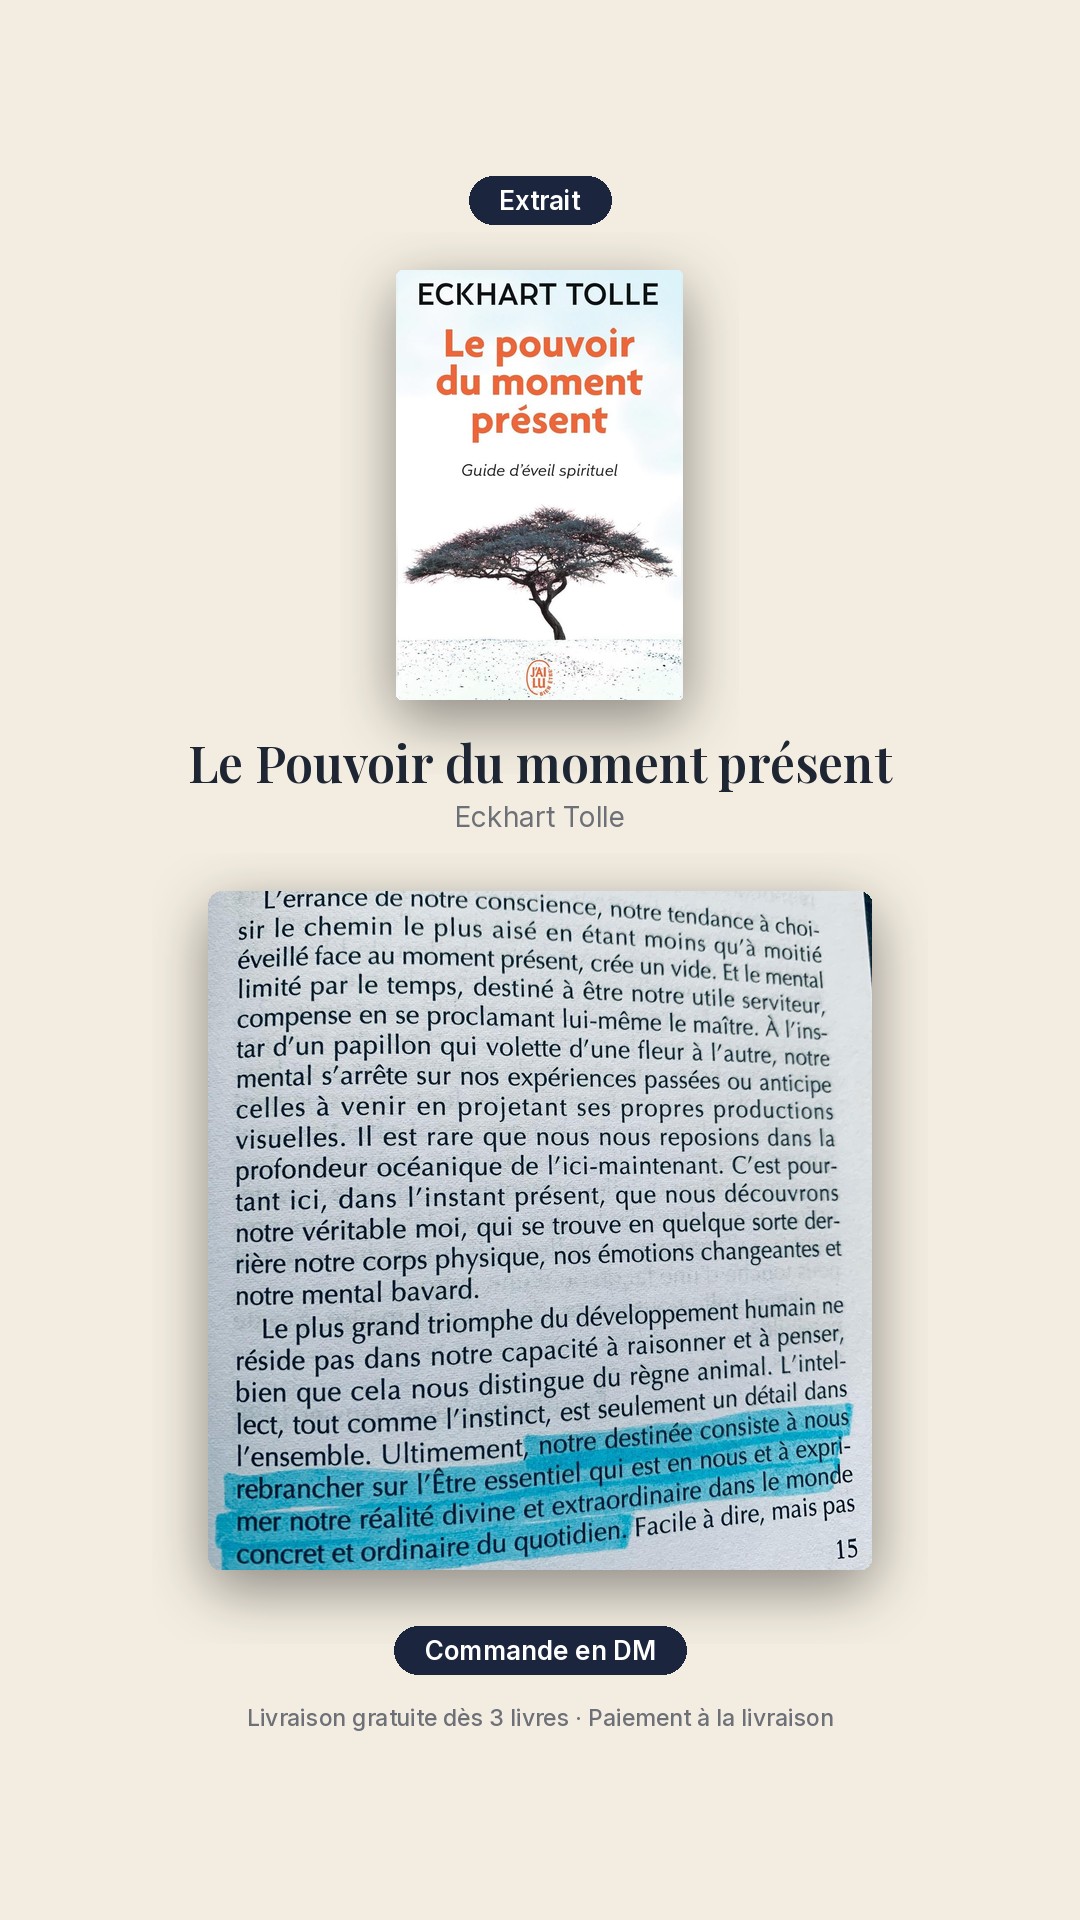 Extrait
ECKHART TOLLE
Le pouvoir
du moment
présent
Guide d'éveil spirituel
J'AI
LU
BIEN-ÊTRE
Le Pouvoir du moment présent
Eckhart Tolle
L'errance de notre conscience, notre tendance à choi-
sir le chemin le plus aisé en étant moins qu'à moitié
éveillé face au moment présent, crée un vide. Et le mental
limité par le temps, destiné à être notre utile serviteur,
compense en se proclamant lui-même le maître. À l'ins-
tar d'un papillon qui volette d'une fleur à l'autre, notre
mental s'arrête sur nos expériences passées ou anticipe
celles à venir en projetant ses propres productions
visuelles. Il est rare que nous nous reposions dans la
profondeur océanique de l'ici-maintenant. C'est pour-
tant ici, dans l'instant présent, que nous découvrons
notre véritable moi, qui se trouve en quelque sorte der-
rière notre corps physique, nos émotions changeantes et
notre mental bavard.
Le plus grand triomphe du développement humain ne
réside pas dans notre capacité à raisonner et à penser,
bien que cela nous distingue du règne animal. L'intel-
lect, tout comme l'instinct, est seulement un détail dans
l'ensemble. Ultimement, notre destinée consiste à nous
rebrancher sur l'Être essentiel qui est en nous et à expri-
mer notre réalité divine et extraordinaire dans le monde
concret et ordinaire du quotidien. Facile à dire, mais pas
15
Commande en DM
Livraison gratuite dès 3 livres · Paiement à la livraison